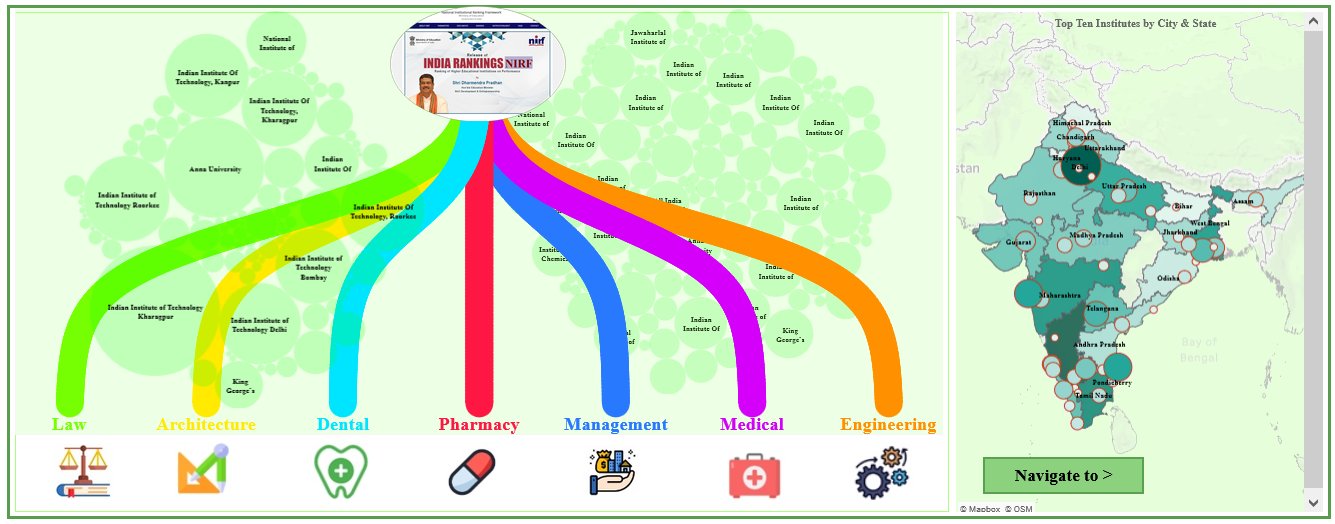 National Institutional Ranking Framework
Ministry of Education
Release of
INDIA RANKINGS NIRF
Ranking of Higher Educational Institutions on Performance
by
Shri Dharmendra Pradhan
nirf
National
Institute of
Indian Institute Of
Technology, Kanpur
Indian Institute Of
Technology,
Kharagpur
Anna University
Indian
Institute Of
Indian Institute of
Technology Roorkee
Indian Institute Of
Technology, Roorkee
Indian Institute of
Technology
Bombay
Indian Institute of Technology
Kharagpur
Indian Institute of
Technology Delhi
King
George`s
Jawaharlal
Institute of
Indian
Institute of
Indian
Institute of
Indian
Institute of
Indian
Institute Of
Indian
Institute Of
National
Institute of
Indian
Institute Of
Indian
Institute of
India
Indian
Institute of
Indian
Institute of
Indian
Institute Of
King
George`s
Law
Architecture
Dental
Pharmacy
Management
Medical
Engineering
Top Ten Institutes by City & State
Himachal Pradesh
Chandigarh
Uttarakhand
Haryana
Delhi
Rajasthan
Uttar Pradesh
Bihar
Assam
West Bengal
Jharkhand
Gujarat
Madhya Pradesh
Odisha
Maharashtra
Telangana
Andhra Pradesh
Pondicherry
Tamil Nadu
stan
Bay of
Bengal
Navigate to >
© Mapbox © OSM